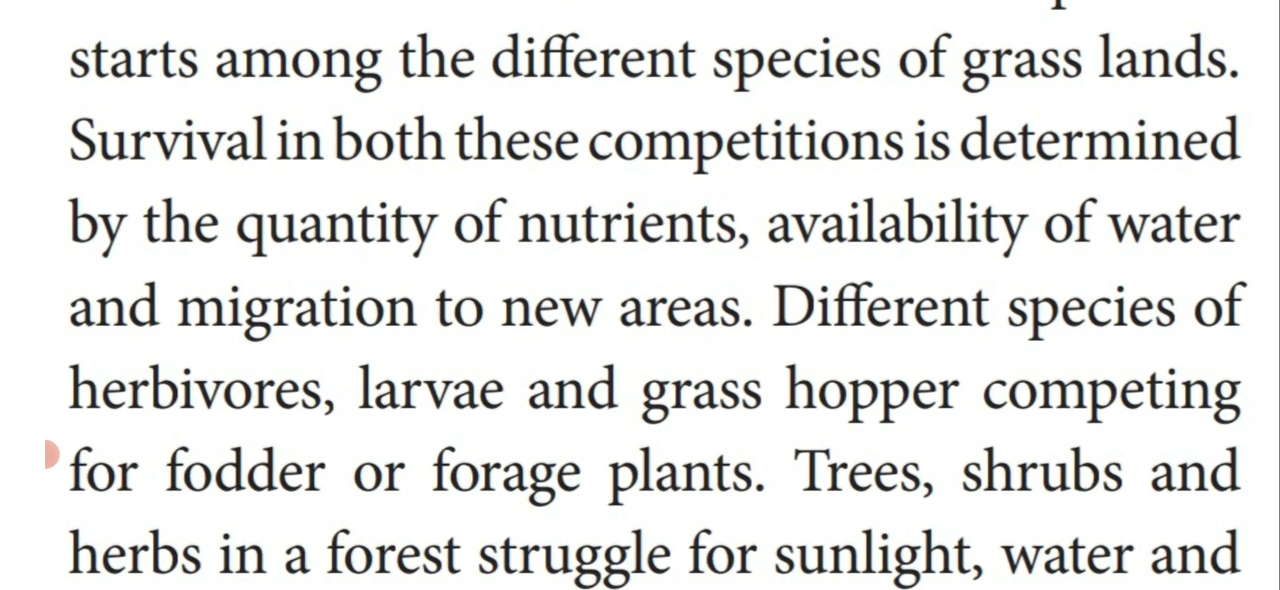 starts among the different species of grass lands.
Survival in both these competitions is determined
by the quantity of nutrients, availability of water
and migration to new areas. Different species of
herbivores, larvae and grass hopper competing
for fodder or forage plants. Trees, shrubs and
herbs in a forest struggle for sunlight, water and